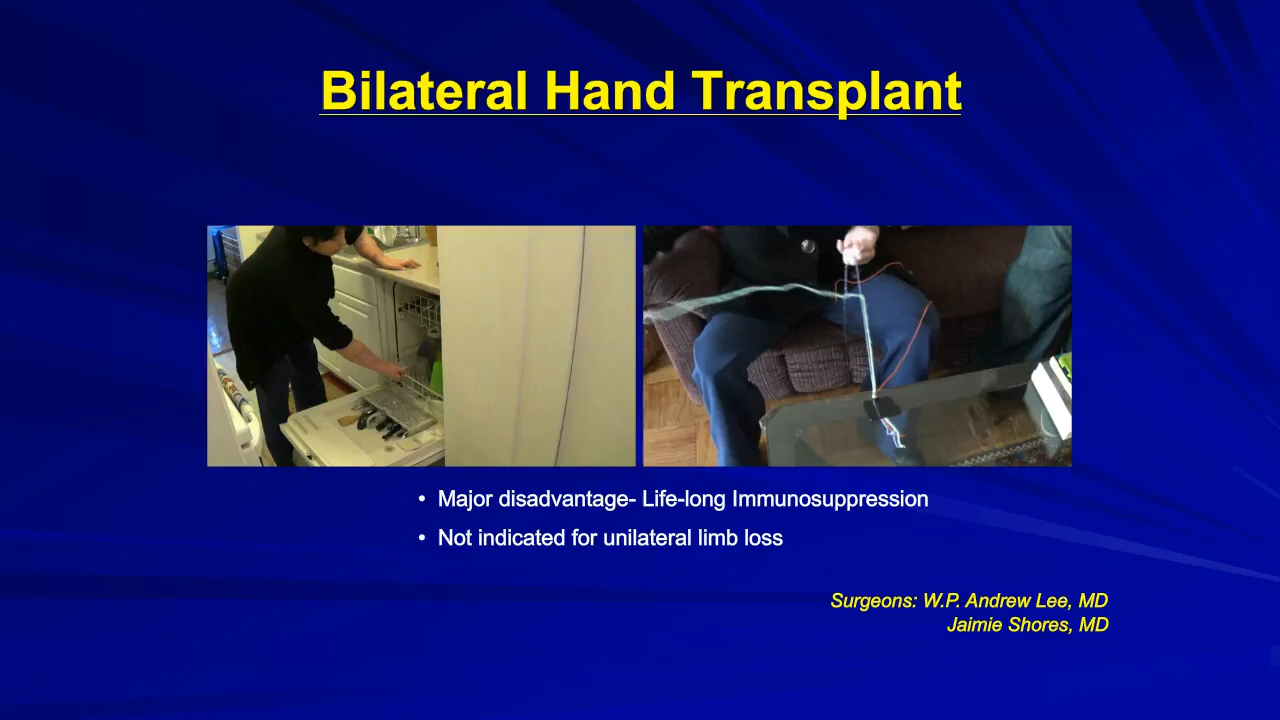 Bilateral Hand Transplant
• Major disadvantage- Life-long Immunosuppression
• Not indicated for unilateral limb loss
Surgeons: W.P. Andrew Lee, MD
Jaimie Shores, MD